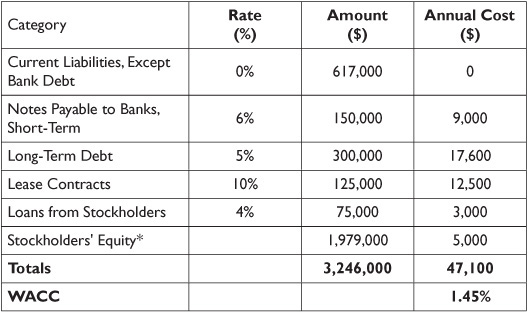 Category Rate (%) Amount ($) Annual Cost ($)
Current Liabilities, Except Bank Debt 0% 617,000 0
Notes Payable to Banks, Short-Term 6% 150,000 9,000
Long-Term Debt 5% 300,000 17,600
Lease Contracts 10% 125,000 12,500
Loans from Stockholders 4% 75,000 3,000
Stockholders' Equity* 1,979,000 5,000
Totals 3,246,000 47,100
WACC 1.45%